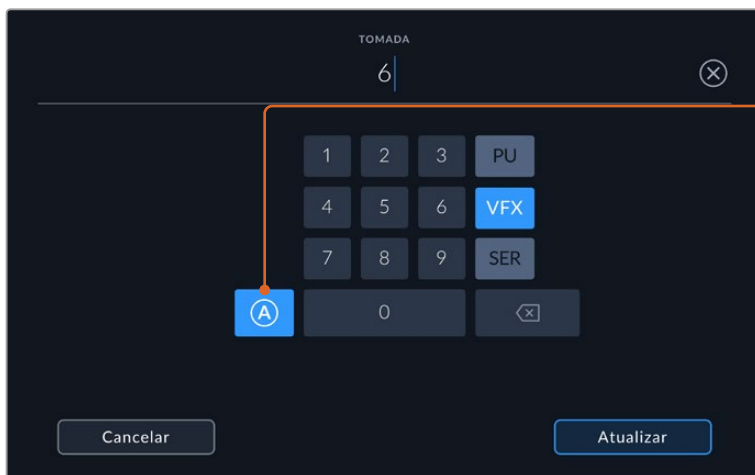 TOMADA
6
1 2 3 PU
4 5 6 VFX
7 8 9 SER
A 0
Cancelar Atualizar